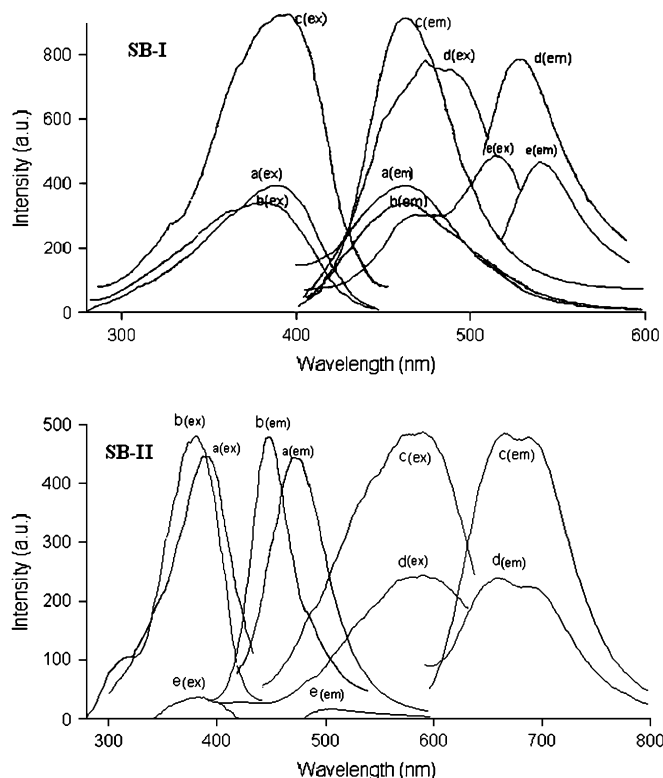 SB-I
c(ex)
c(em)
d(ex)
d(em)
a(ex)
a(em)
b(ex)
b(em)
e(ex)
e(em)
Intensity (a.u.)
800
600
400
200
0
300
400
500
600
Wavelength (nm)
SB-II
b(ex)
a(ex)
b(em)
a(em)
c(ex)
c(em)
d(ex)
d(em)
e(ex)
e(em)
Intensity (a.u.)
500
400
300
200
100
0
300
400
500
600
700
800
Wavelength (nm)